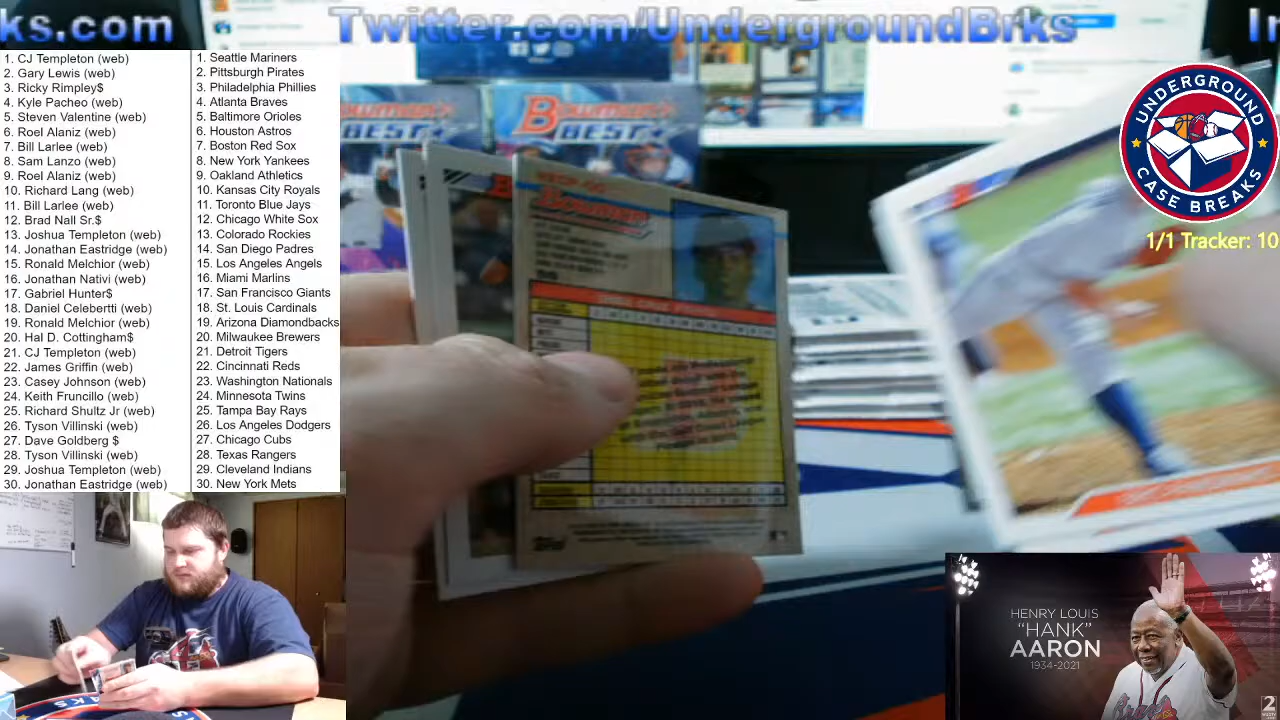 ks.com Twitter.com/UndergroundBrks In
1. CJ Templeton (web)
2. Gary Lewis (web)
3. Ricky Rimpley$
4. Kyle Pacheo (web)
5. Steven Valentine (web)
6. Roel Alaniz (web)
7. Bill Larlee (web)
8. Sam Lanzo (web)
9. Roel Alaniz (web)
10. Richard Lang (web)
11. Bill Larlee (web)
12. Brad Nall Sr.$
13. Joshua Templeton (web)
14. Jonathan Eastridge (web)
15. Ronald Melchior (web)
16. Jonathan Nativi (web)
17. Gabriel Hunter$
18. Daniel Celebertti (web)
19. Ronald Melchior (web)
20. Hal D. Cottingham$
21. CJ Templeton (web)
22. James Griffin (web)
23. Casey Johnson (web)
24. Keith Fruncillo (web)
25. Richard Shultz Jr (web)
26. Tyson Villinski (web)
27. Dave Goldberg $
28. Tyson Villinski (web)
29. Joshua Templeton (web)
30. Jonathan Eastridge (web)
1. Seattle Mariners
2. Pittsburgh Pirates
3. Philadelphia Phillies
4. Atlanta Braves
5. Baltimore Orioles
6. Houston Astros
7. Boston Red Sox
8. New York Yankees
9. Oakland Athletics
10. Kansas City Royals
11. Toronto Blue Jays
12. Chicago White Sox
13. Colorado Rockies
14. San Diego Padres
15. Los Angeles Angels
16. Miami Marlins
17. San Francisco Giants
18. St. Louis Cardinals
19. Arizona Diamondbacks
20. Milwaukee Brewers
21. Detroit Tigers
22. Cincinnati Reds
23. Washington Nationals
24. Minnesota Twins
25. Tampa Bay Rays
26. Los Angeles Dodgers
27. Chicago Cubs
28. Texas Rangers
29. Cleveland Indians
30. New York Mets
Bowman's
BEST
Bowman
Topps
UNDERGROUND
CASE BREAKS
1/1 Tracker: 10
HENRY LOUIS
"HANK"
AARON
1934-2021
2